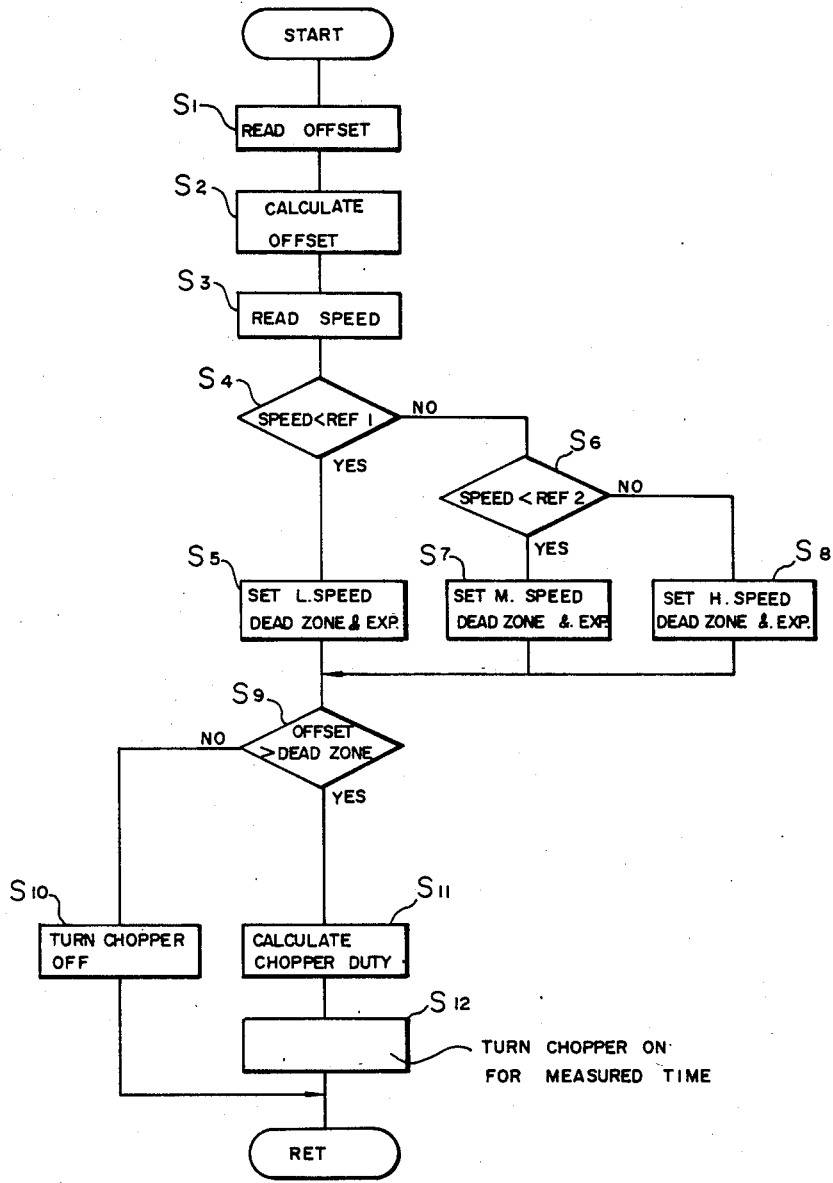 START
S1
READ OFFSET
S2
CALCULATE
OFFSET
S3
READ SPEED
S4
SPEED<REF 1
NO
YES
S6
SPEED<REF 2
NO
YES
S5
SET L.SPEED
DEAD ZONE & EXP.
S7
SET M. SPEED
DEAD ZONE &. EXP.
S8
SET H. SPEED
DEAD ZONE &. EXP.
S9
OFFSET
>DEAD ZONE
NO
YES
S10
TURN CHOPPER
OFF
S11
CALCULATE
CHOPPER DUTY
S12
TURN CHOPPER ON
FOR MEASURED TIME
RET